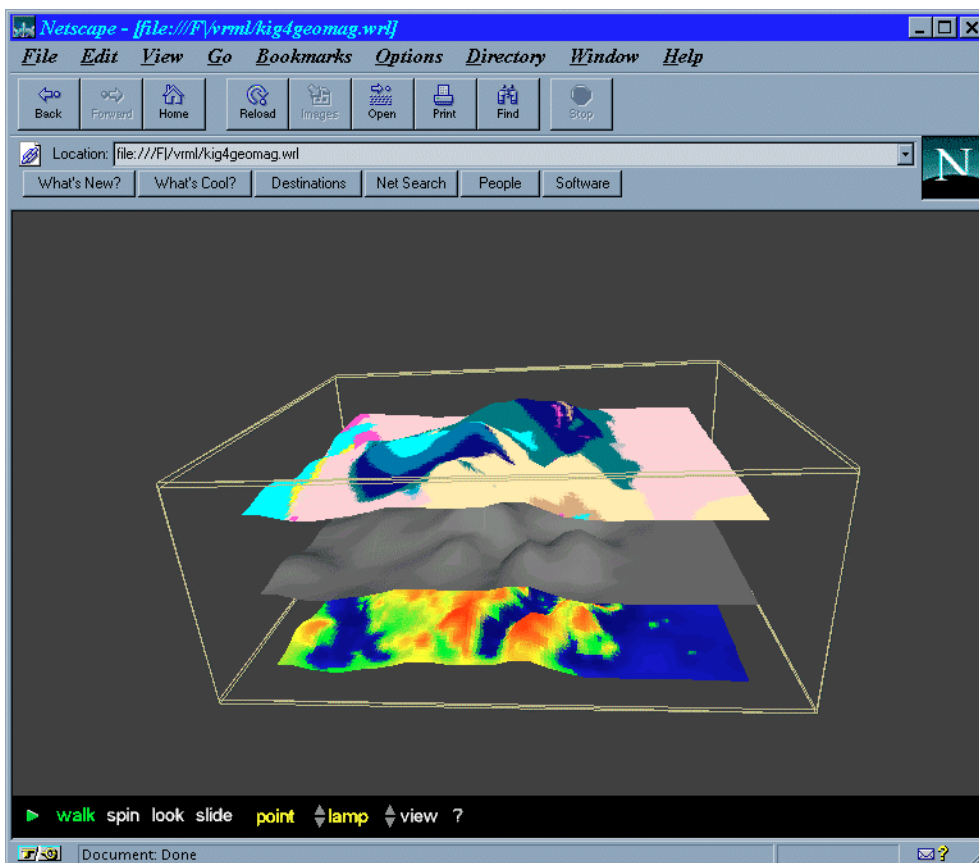 Netscape - [file:///F|/vrml/kig4geomag.wrl]
File Edit View Go Bookmarks Options Directory Window Help
Back Forward Home Reload Images Open Print Find Stop
Location: file:///F|/vrml/kig4geomag.wrl
N
What's New? What's Cool? Destinations Net Search People Software
walk spin look slide point lamp view ?
Document: Done ?